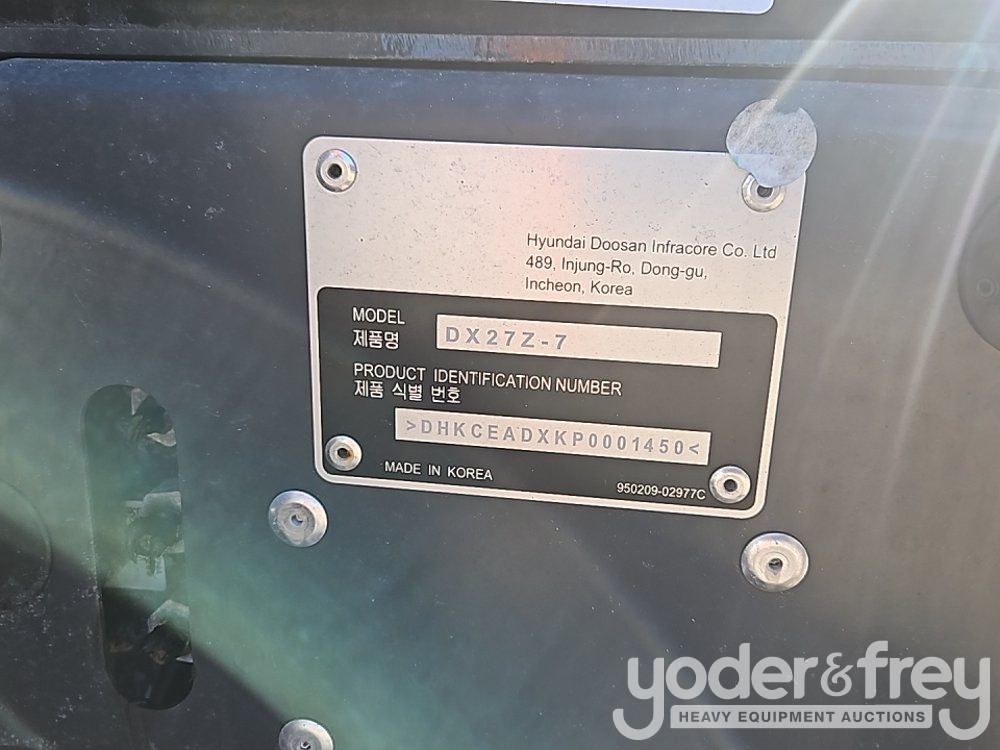 Hyundai Doosan Infracore Co. Ltd
489, Injung-Ro, Dong-gu,
Incheon, Korea
MODEL
제품명
DX27Z-7
PRODUCT IDENTIFICATION NUMBER
제품 식별 번호
>DHKCEADXKP0001450<
MADE IN KOREA
950209-02977C
yoder&frey
HEAVY EQUIPMENT AUCTIONS